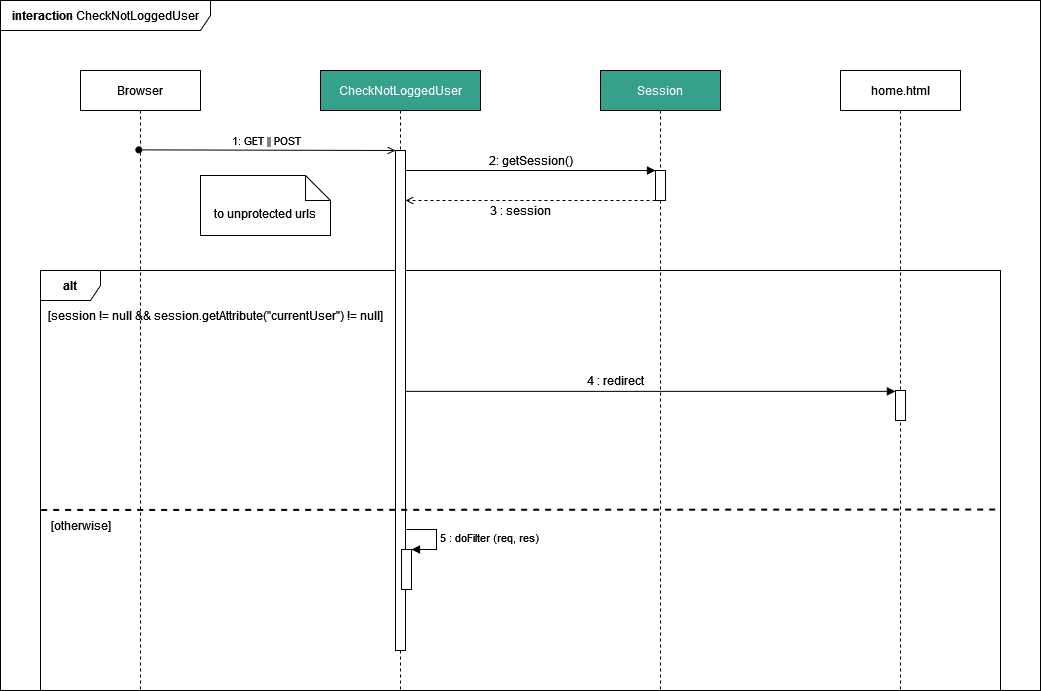 interaction CheckNotLoggedUser
Browser
CheckNotLoggedUser
Session
home.html
1: GET || POST
2: getSession()
to unprotected urls
3 : session
alt
[session != null && session.getAttribute("currentUser") != null]
4 : redirect
[otherwise]
5 : doFilter (req, res)